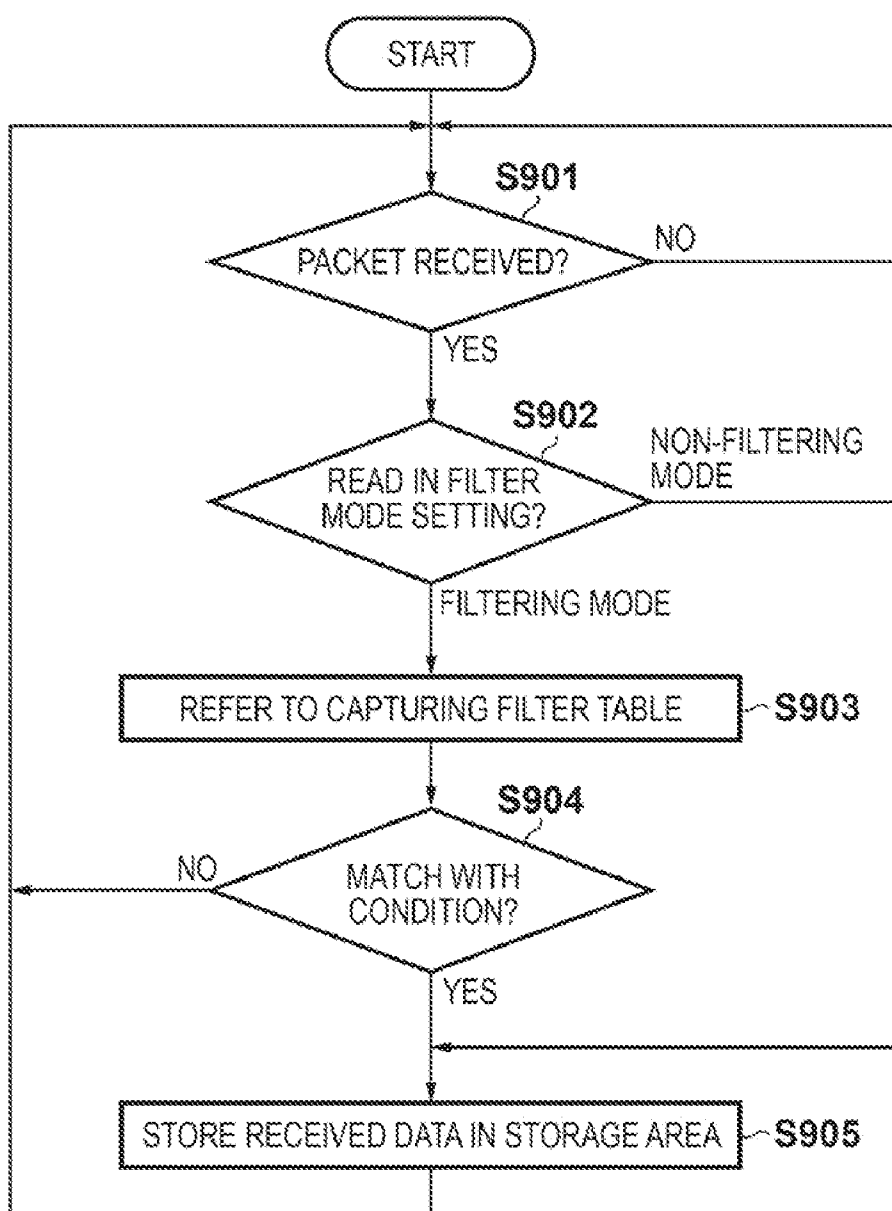 START
S901
PACKET RECEIVED?
NO
YES
S902
READ IN FILTER
MODE SETTING?
NON-FILTERING
MODE
FILTERING MODE
REFER TO CAPTURING FILTER TABLE
S903
S904
NO
MATCH WITH
CONDITION?
YES
STORE RECEIVED DATA IN STORAGE AREA
S905